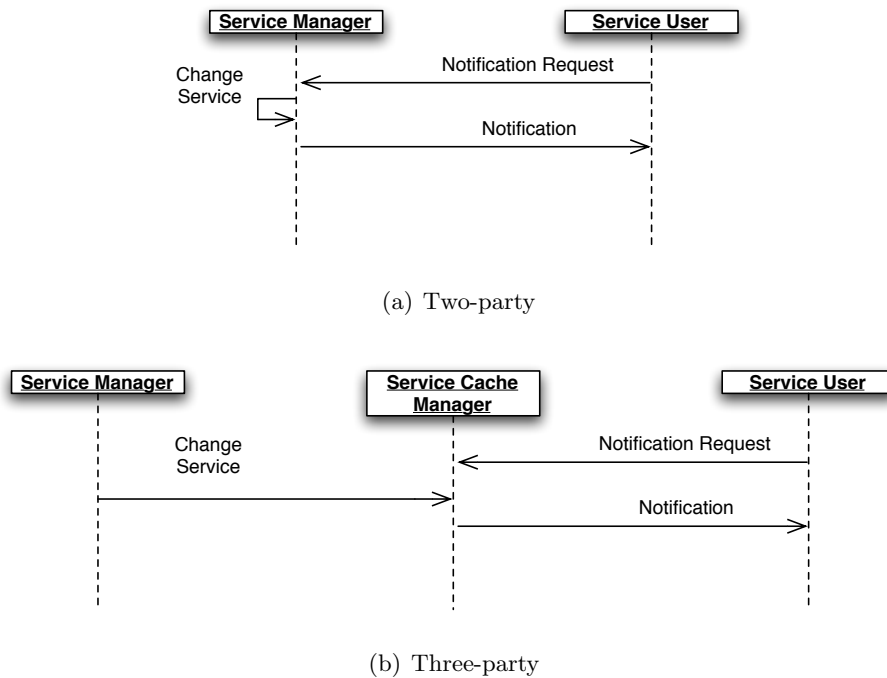 Service Manager
Service User
Change
Service
Notification Request
Notification
(a) Two-party
Service Manager
Service Cache
Manager
Service User
Change
Service
Notification Request
Notification
(b) Three-party